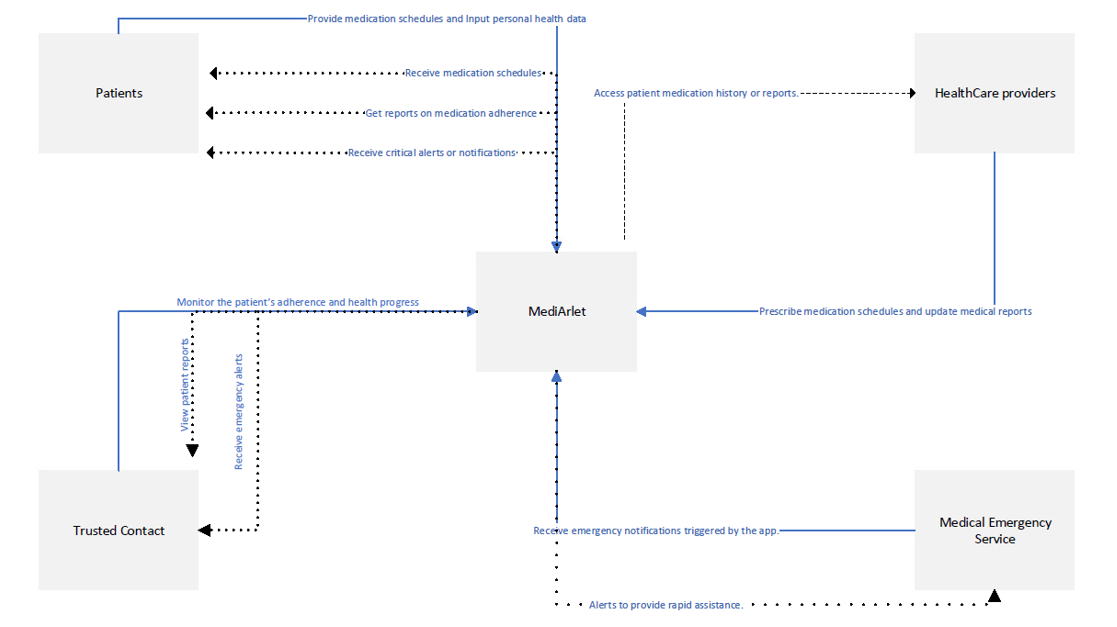 Provide medication schedules and Input personal health data
Patients
Receive medication schedules
Get reports on medication adherence
Receive critical alerts or notifications
Access patient medication history or reports.
HealthCare providers
Monitor the patient's adherence and health progress
MediArlet
Prescribe medication schedules and update medical reports
View patient reports
Receive emergency alerts
Trusted Contact
Receive emergency notifications triggered by the app.
Medical Emergency
Service
Alerts to provide rapid assistance.